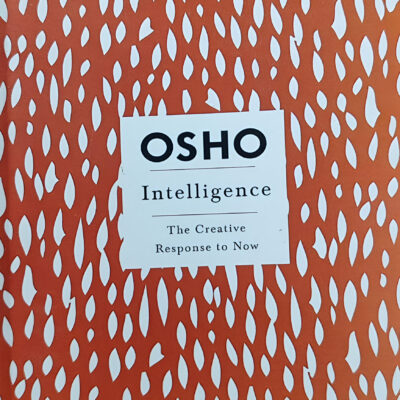 OSHO
Intelligence
The Creative
Response to Now